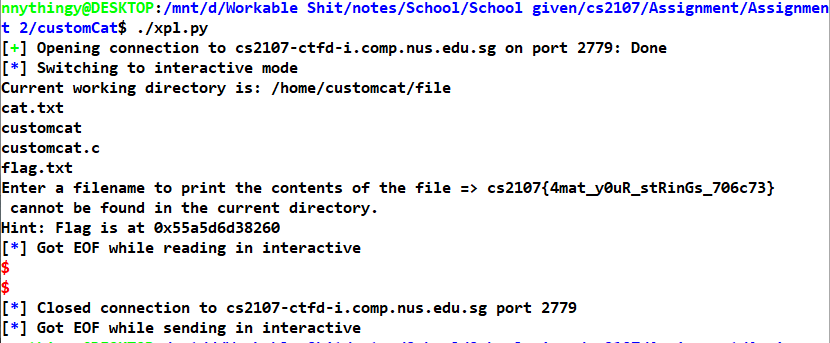 nnythingy@DESKTOP:/mnt/d/Workable Shit/notes/School/School given/cs2107/Assignment/Assignmen
t 2/customCat$ ./xpl.py
[+] Opening connection to cs2107-ctfd-i.comp.nus.edu.sg on port 2779: Done
[*] Switching to interactive mode
Current working directory is: /home/customcat/file
cat.txt
customcat
customcat.c
flag.txt
Enter a filename to print the contents of the file => cs2107{4mat_y0uR_stRinGs_706c73}
 cannot be found in the current directory.
Hint: Flag is at 0x55a5d6d38260
[*] Got EOF while reading in interactive
$
$
[*] Closed connection to cs2107-ctfd-i.comp.nus.edu.sg port 2779
[*] Got EOF while sending in interactive